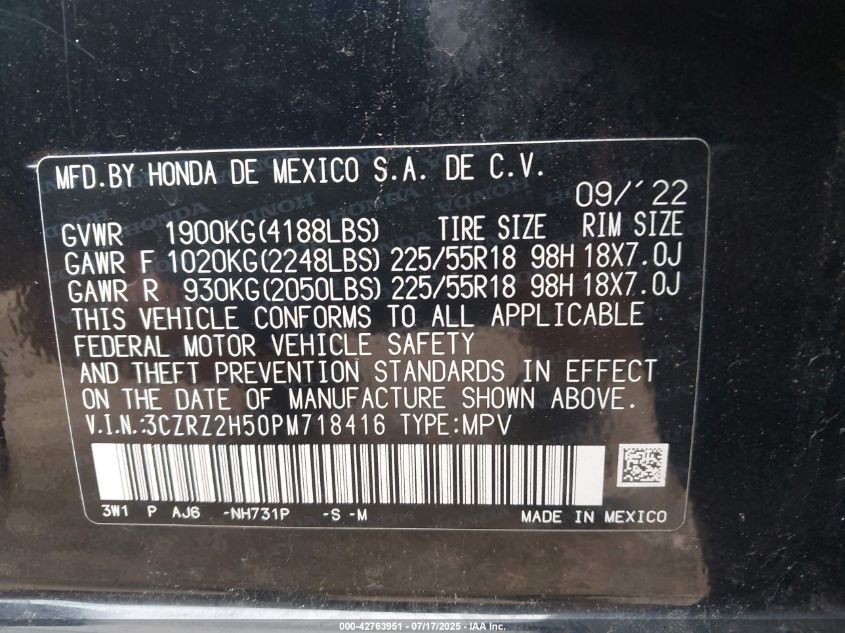 MFD.BY HONDA DE MEXICO S.A. DE C.V.
09/´22
GVWR 1900KG(4188LBS) TIRE SIZE RIM SIZE
GAWR F 1020KG(2248LBS) 225/55R18 98H 18X7.0J
GAWR R 930KG(2050LBS) 225/55R18 98H 18X7.0J
THIS VEHICLE CONFORMS TO ALL APPLICABLE
FEDERAL MOTOR VEHICLE SAFETY
AND THEFT PREVENTION STANDARDS IN EFFECT
ON THE DATE OF MANUFACTURE SHOWN ABOVE.
V.I.N.:3CZRZ2H50PM718416 TYPE:MPV
3W1 P AJ6 -NH731P -S -M MADE IN MEXICO
000-42763951 - 07/17/2025 - IAA Inc.